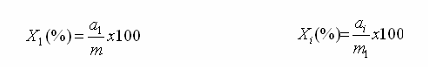 X₁(%) = a₁/m x100
Xᵢ(%) = aᵢ/m₁ x100